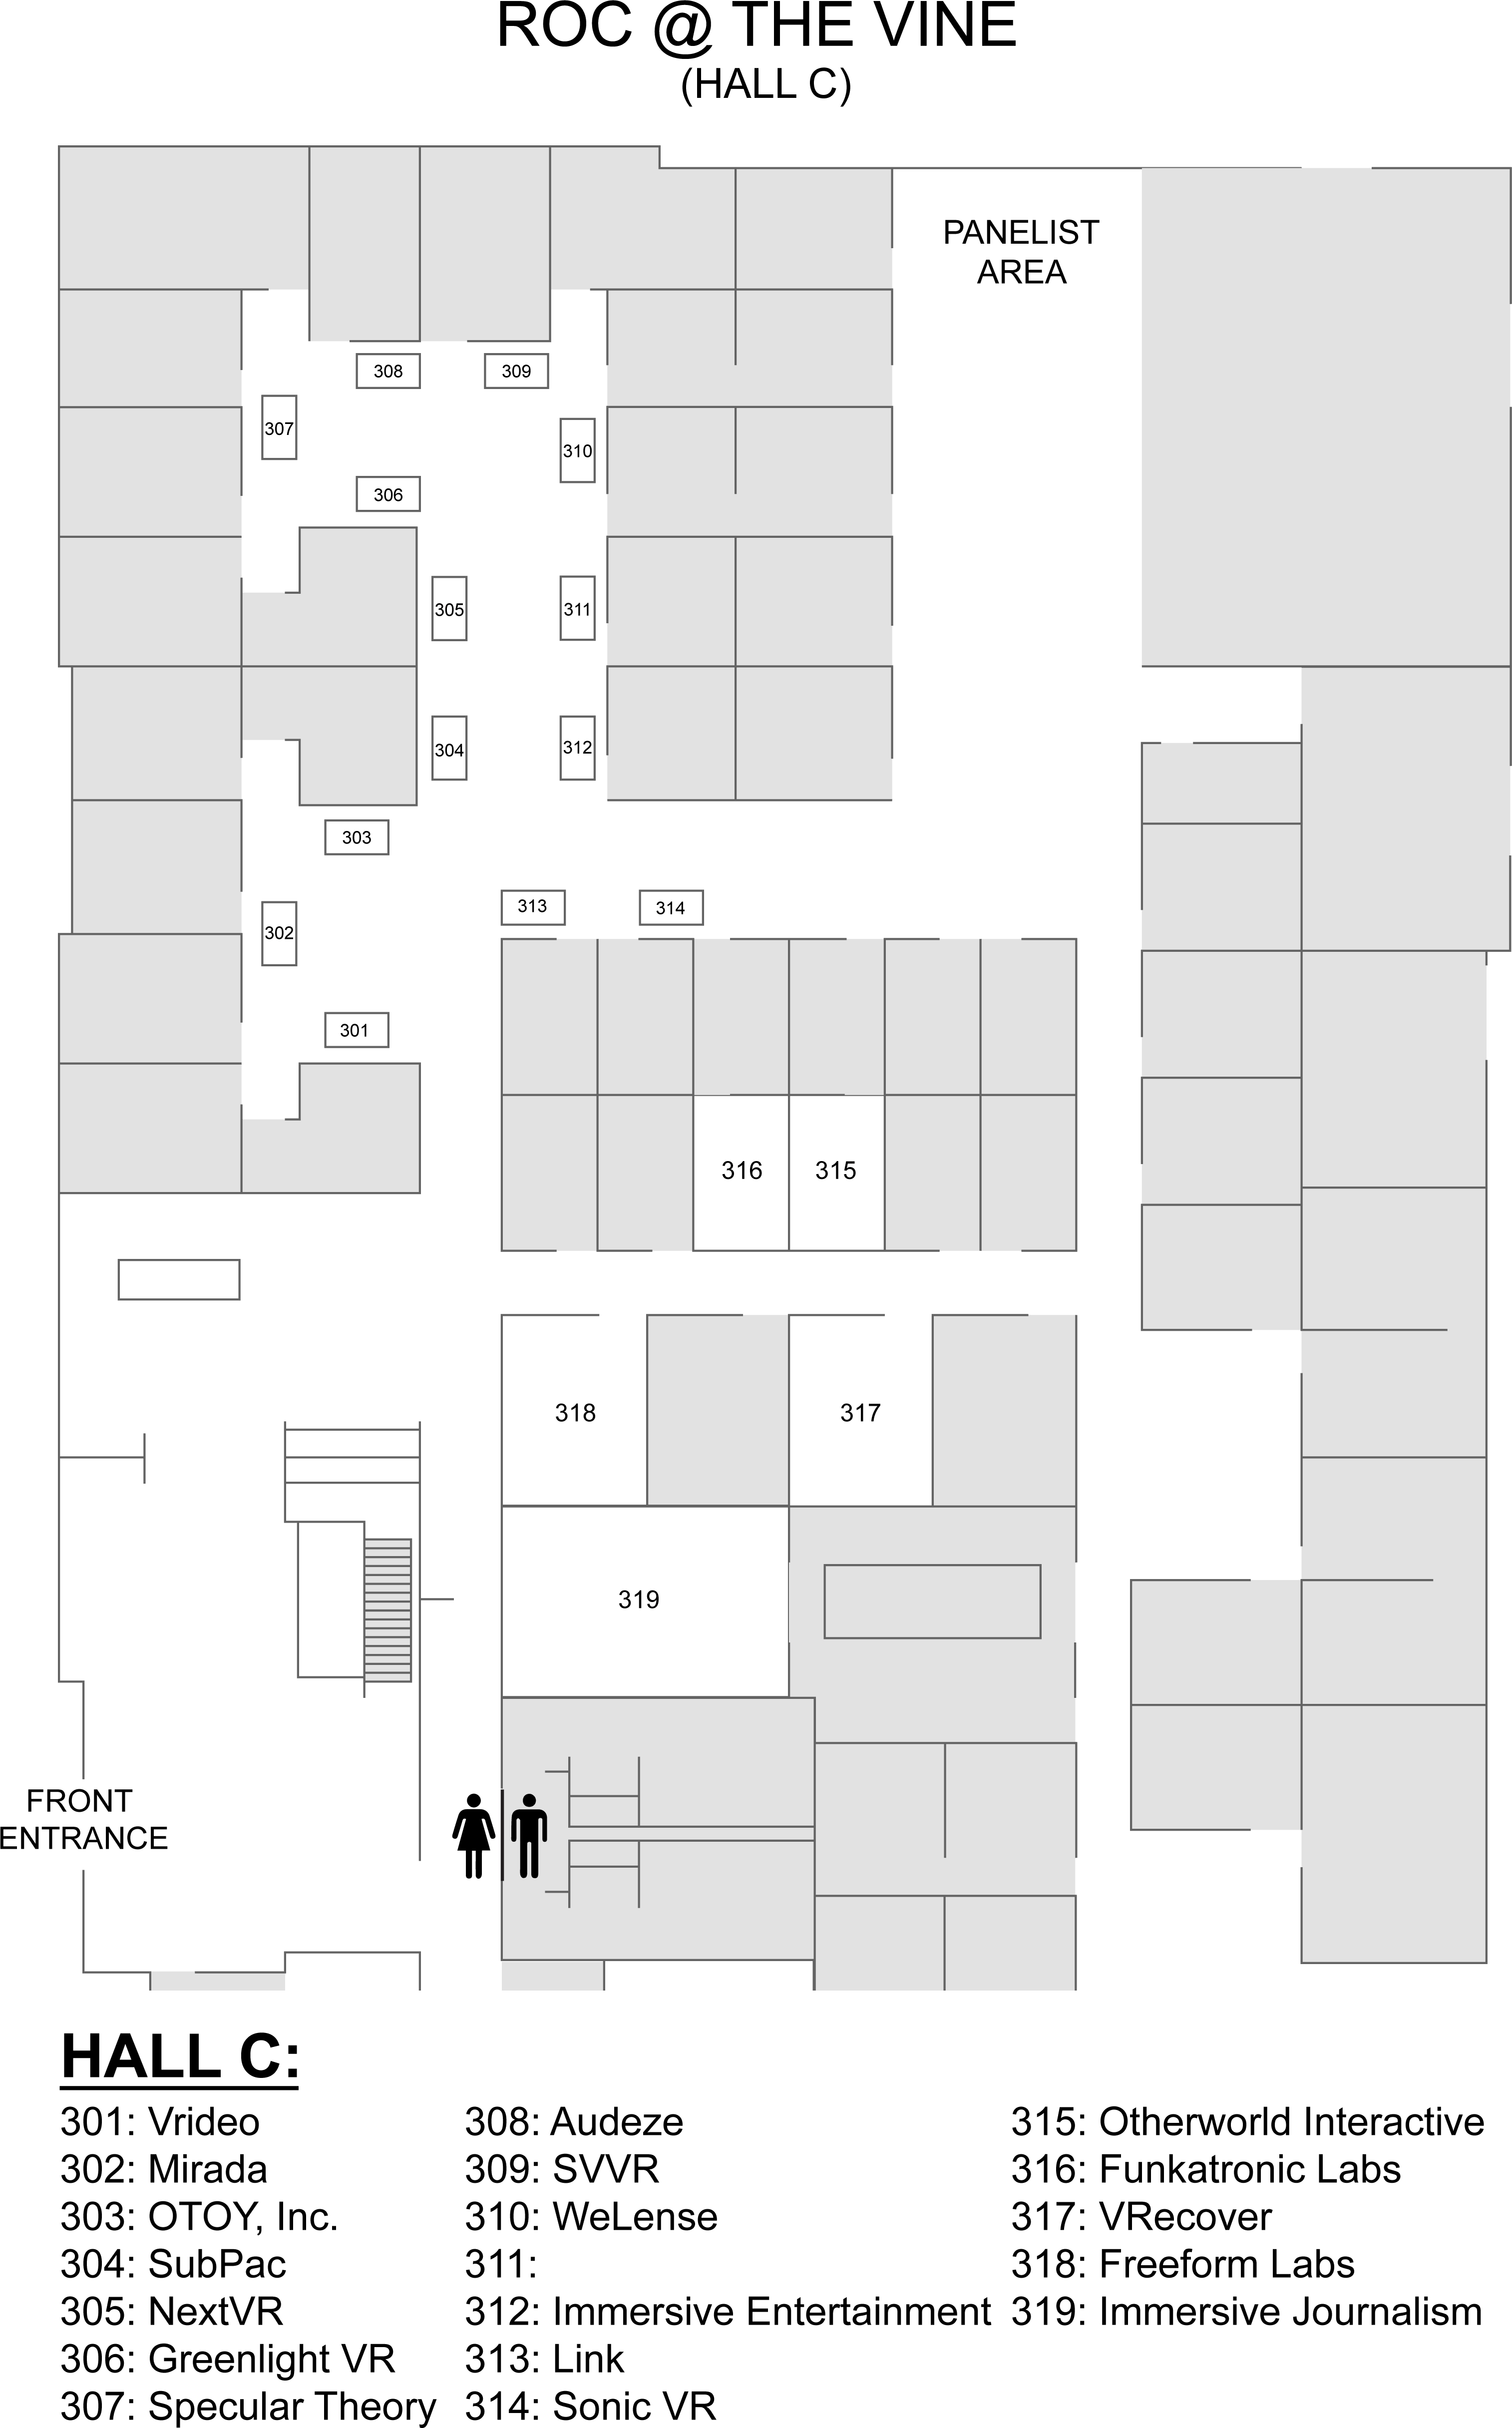 ROC @ THE VINE
(HALL C)
PANELIST
AREA
308
309
307
310
306
305
311
304
312
303
313
314
302
301
316
315
318
317
319
FRONT
ENTRANCE
HALL C:
301: Vrideo
302: Mirada
303: OTOY, Inc.
304: SubPac
305: NextVR
306: Greenlight VR
307: Specular Theory
308: Audeze
309: SVVR
310: WeLense
311:
312: Immersive Entertainment
313: Link
314: Sonic VR
315: Otherworld Interactive
316: Funkatronic Labs
317: VRecover
318: Freeform Labs
319: Immersive Journalism